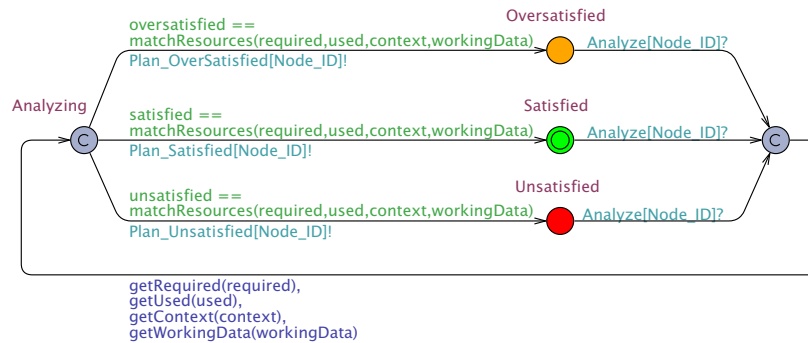 Oversatisfied
oversatisfied ==
matchResources(required,used,context,workingData)
Plan_OverSatisfied[Node_ID]!
Analyze[Node_ID]?
Analyzing
C
Satisfied
satisfied ==
matchResources(required,used,context,workingData)
Plan_Satisfied[Node_ID]!
Analyze[Node_ID]?
C
Unsatisfied
unsatisfied ==
matchResources(required,used,context,workingData)
Plan_Unsatisfied[Node_ID]!
Analyze[Node_ID]?
getRequired(required),
getUsed(used),
getContext(context),
getWorkingData(workingData)